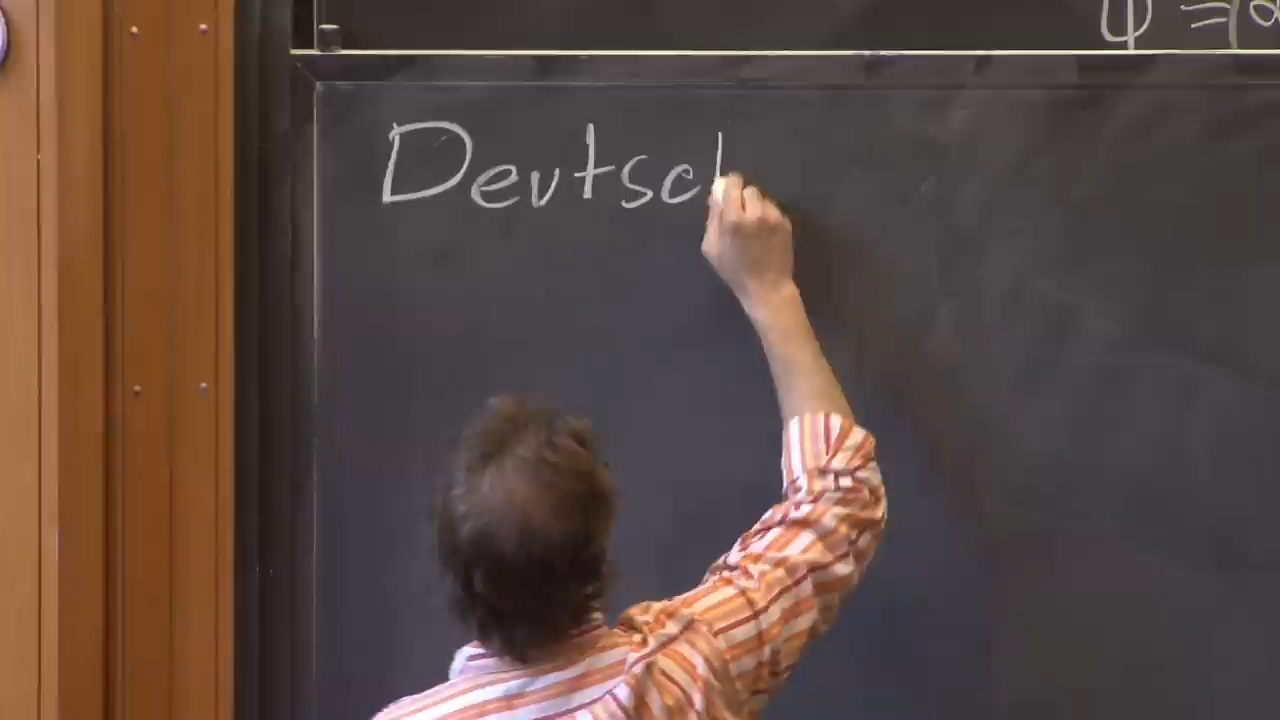 ψ = |α
Deutsch